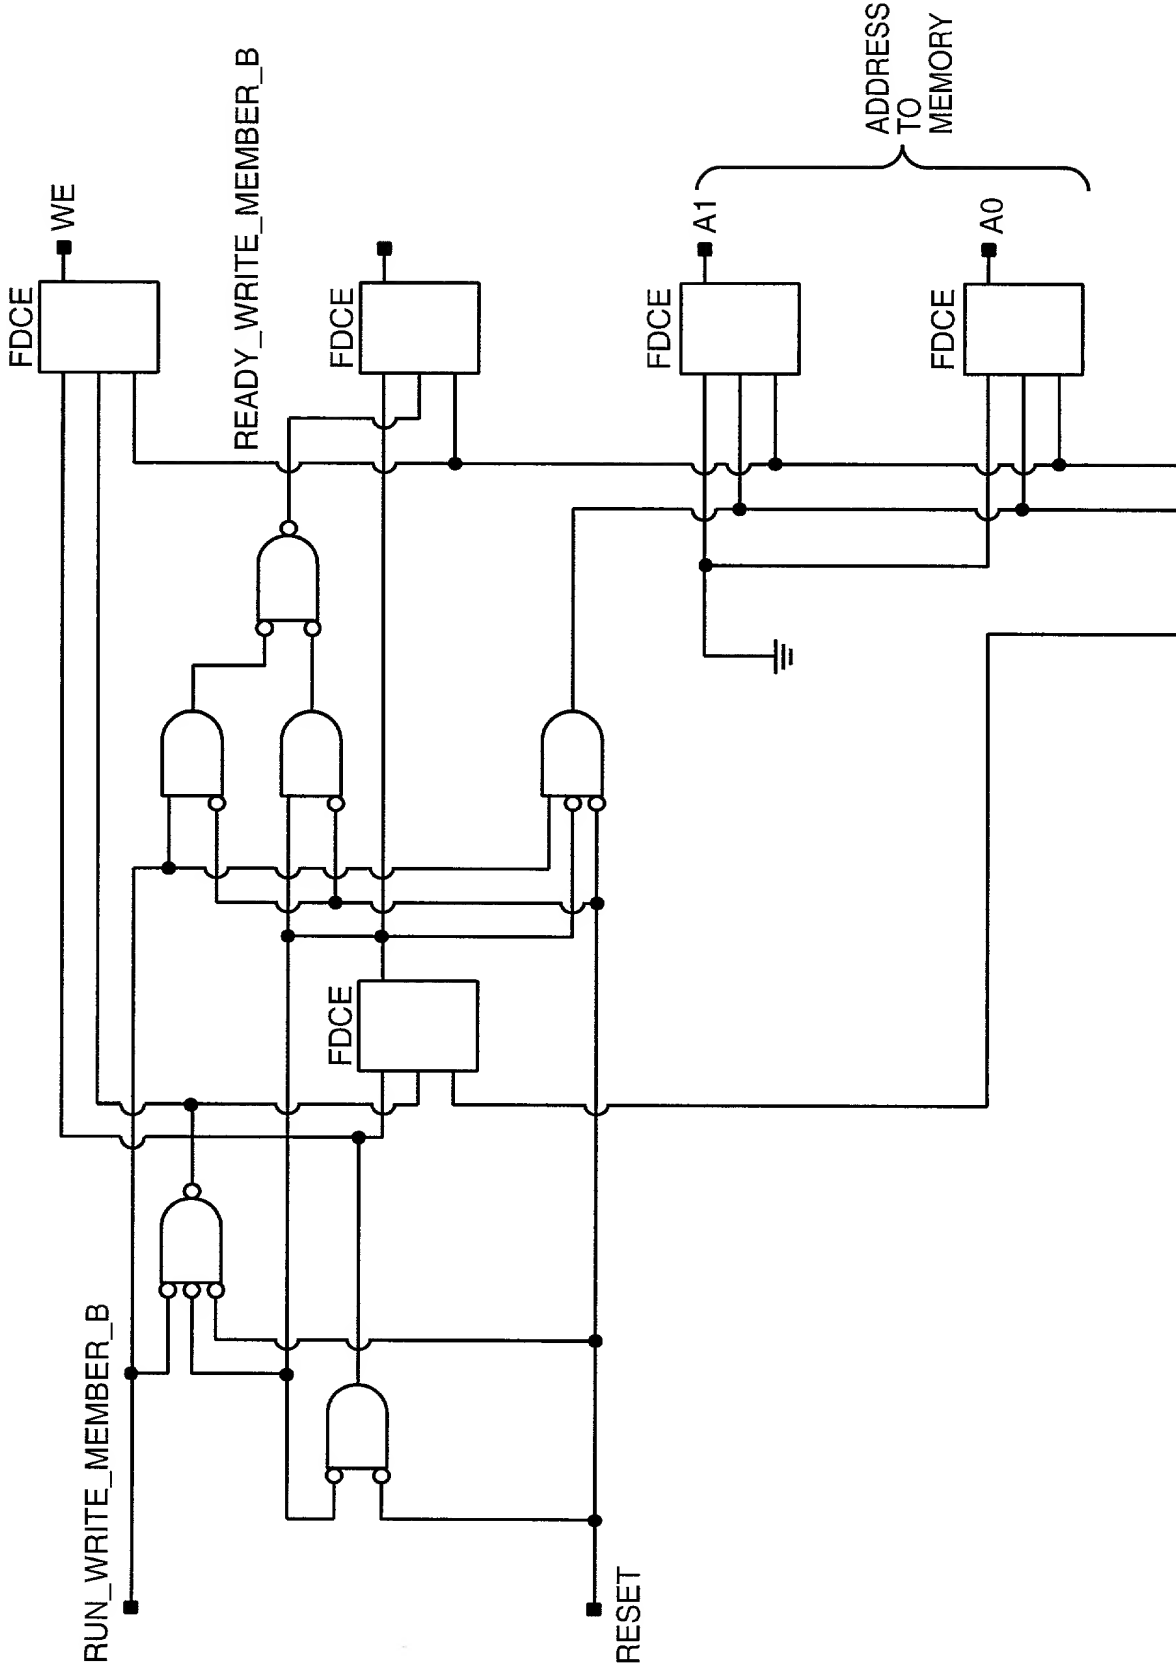 RUN_WRITE_MEMBER_B
RESET
FDCE
FDCE
WE
READY_WRITE_MEMBER_B
FDCE
FDCE
A1
FDCE
A0
ADDRESS
TO
MEMORY